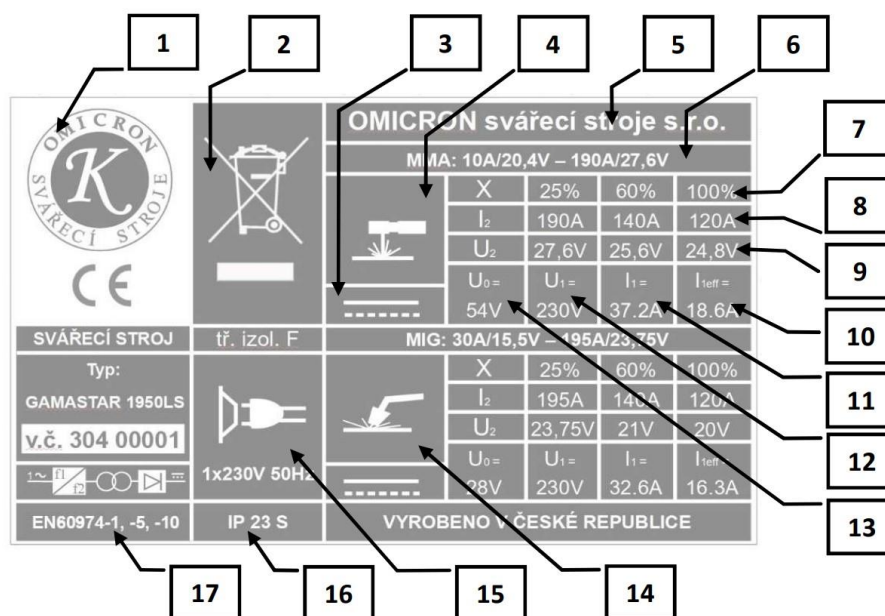 1
2
3
4
5
6
OMICRON
SVÁŘECÍ STROJE
K
CE
OMICRON svářecí stroje s.r.o.
MMA: 10A/20,4V – 190A/27,6V
X 25% 60% 100%
I2 190A 140A 120A
U2 27,6V 25,6V 24,8V
U0 = U1 = I1 = I1eff =
54V 230V 37.2A 18.6A
7
8
9
10
11
12
13
SVÁŘECÍ STROJ
tř. izol. F
MIG: 30A/15,5V – 195A/23,75V
Typ:
GAMASTAR 1950LS
v.č. 304 00001
1~ f1 f2
1x230V 50Hz
X 25% 60% 100%
I2 195A 140A 120A
U2 23,75V 21V 20V
U0 = U1 = I1 = I1eff =
28V 230V 32.6A 16.3A
EN60974-1, -5, -10
IP 23 S
VYROBENO V ČESKÉ REPUBLICE
17
16
15
14